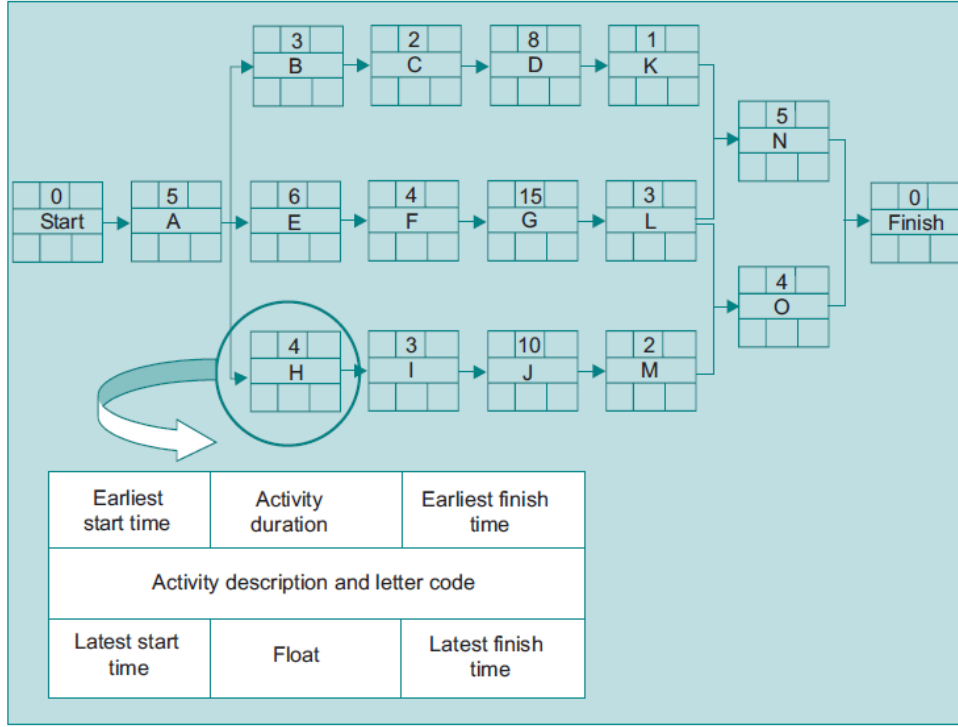 3
2
8
1
B
C
D
K
5
N
0
5
6
4
15
3
0
Start
A
E
F
G
L
Finish
4
O
4
3
10
2
H
I
J
M
Earliest
start time
Activity
duration
Earliest finish
time
Activity description and letter code
Latest start
time
Float
Latest finish
time